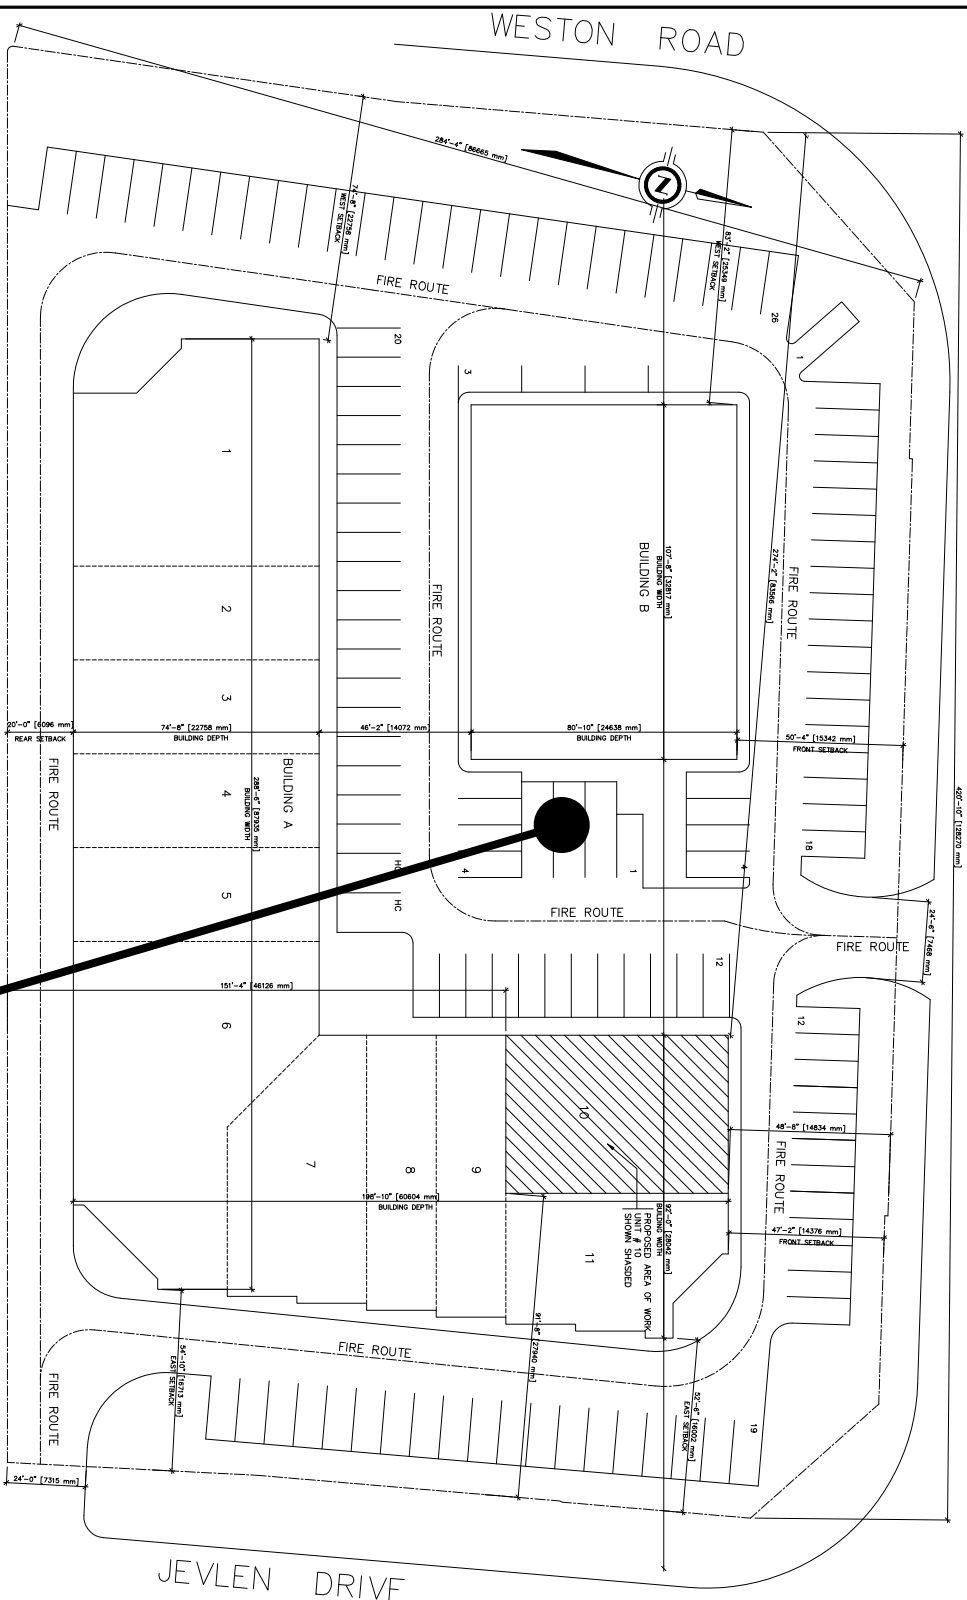 WESTON ROAD
284'-4" [86665 mm]
N
74'-8" [22758 mm]
WEST SETBACK
83'-2" [25349 mm]
WEST SETBACK
FIRE ROUTE
26
20
1
3
1
107'-8" [32817 mm]
BUILDING WIDTH
BUILDING B
274'-2" [83566 mm]
FIRE ROUTE
FIRE ROUTE
2
3
20'-0" [6096 mm]
REAR SETBACK
74'-8" [22758 mm]
BUILDING DEPTH
46'-2" [14072 mm]
80'-10" [24638 mm]
BUILDING DEPTH
50'-4" [15342 mm]
FRONT SETBACK
420'-10" [128270 mm]
FIRE ROUTE
4
288'-6" [87935 mm]
BUILDING WIDTH
BUILDING A
18
HC
4
1
5
HC
FIRE ROUTE
24'-6" [7468 mm]
FIRE ROUTE
12
151'-4" [46126 mm]
6
12
10
48'-8" [14834 mm]
7
8
9
FIRE ROUTE
198'-10" [60604 mm]
BUILDING DEPTH
92'-0" [28042 mm]
BUILDING WIDTH
PROPOSED AREA OF WORK
UNIT # 10
SHOWN SHASDED
47'-2" [14376 mm]
FRONT SETBACK
11
54'-10" [16713 mm]
EAST SETBACK
FIRE ROUTE
91'-8" [27940 mm]
FIRE ROUTE
52'-6" [16002 mm]
EAST SETBACK
19
24'-0" [7315 mm]
JEVLEN DRIVE